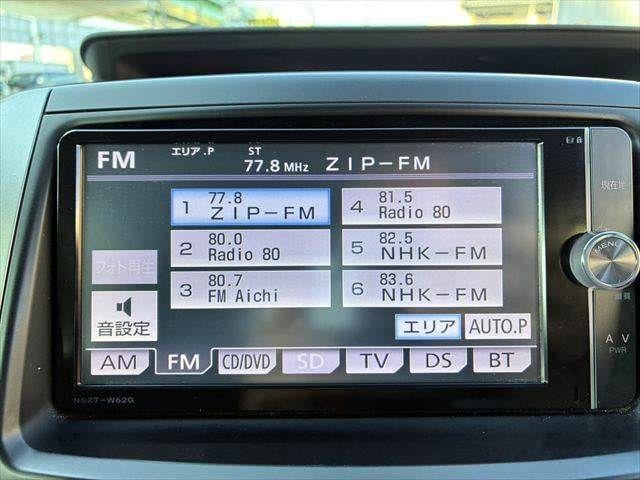 FM エリア.P ST 77.8 MHz ZIP-FM
1 77.8 ZIP-FM
2 80.0 Radio 80
3 80.7 FM Aichi
4 81.5 Radio 80
5 82.5 NHK-FM
6 83.6 NHK-FM
フォト再生
音設定
エリア AUTO.P
AM FM CD/DVD SD TV DS BT
NSZT-W62G
現在地
MENU
画質
A V
PWR